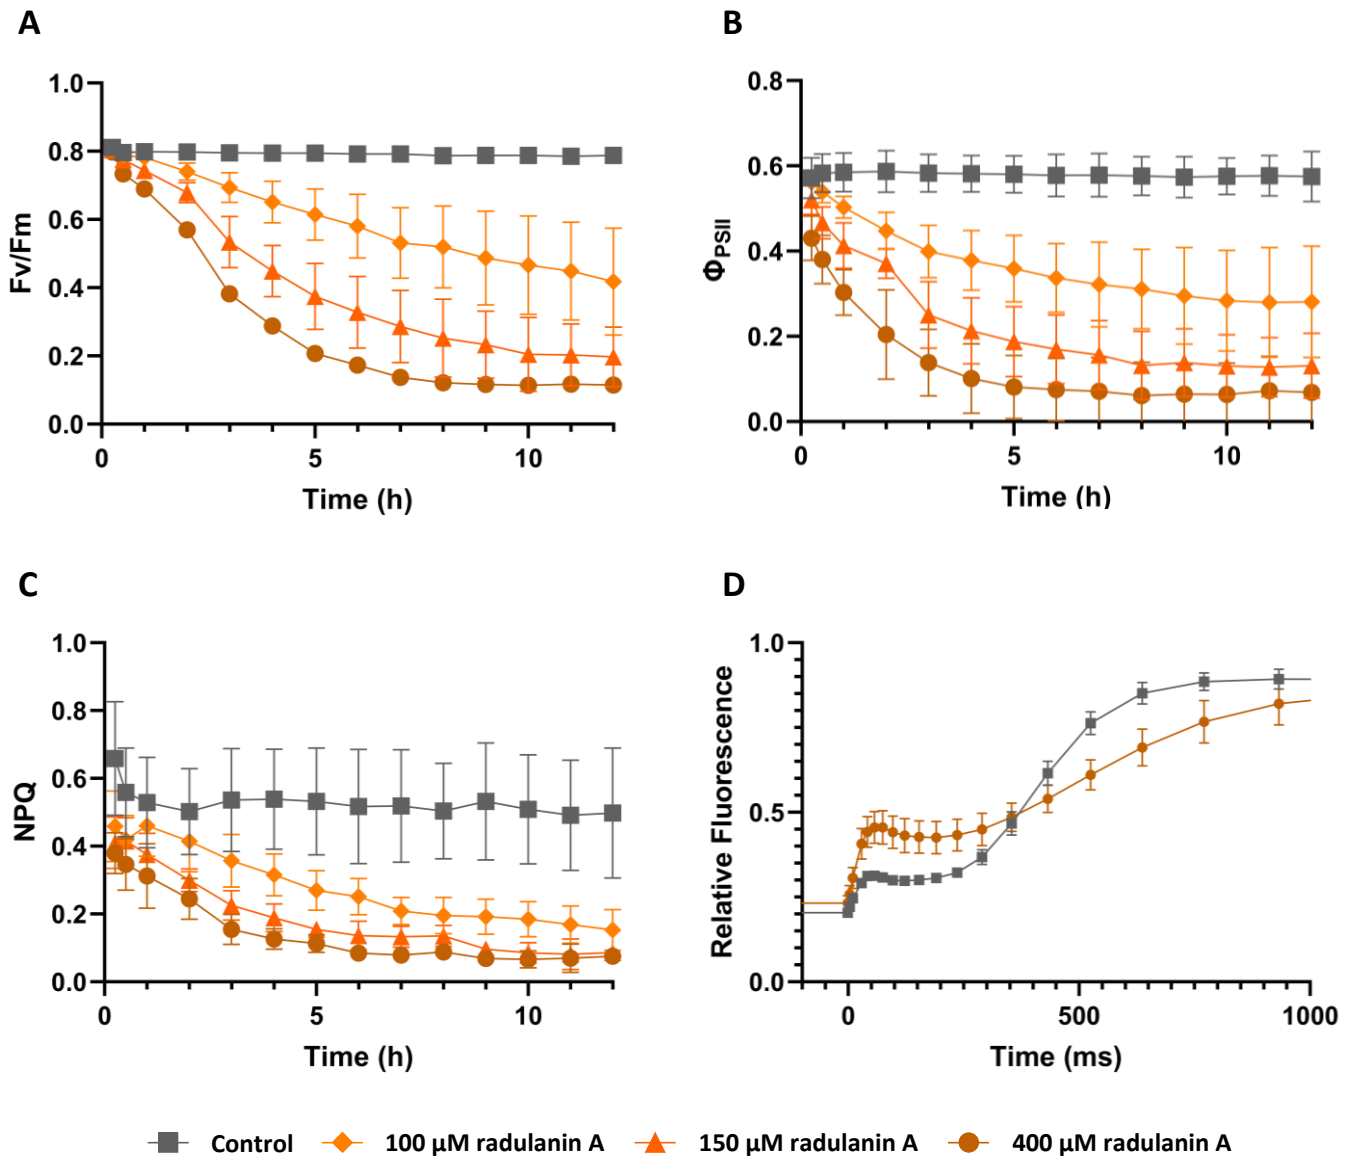 A
B
1.0
0.8
0.6
0.4
0.2
0.0
Fv/Fm
0
5
10
Time (h)
0.8
0.6
0.4
0.2
0.0
ΦPSII
0
5
10
Time (h)
C
D
1.0
0.8
0.6
0.4
0.2
0.0
NPQ
0
5
10
Time (h)
1.0
0.5
0.0
Relative Fluorescence
0
500
1000
Time (ms)
Control
100 µM radulanin A
150 µM radulanin A
400 µM radulanin A